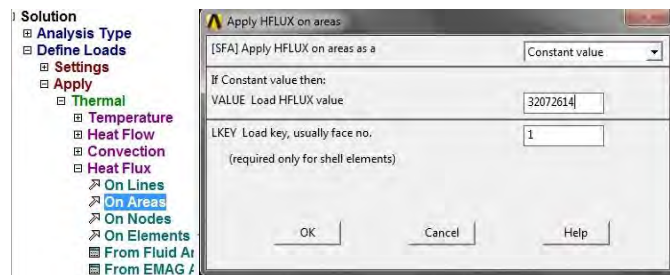 Solution
Analysis Type
Define Loads
Settings
Apply
Thermal
Temperature
Heat Flow
Convection
Heat Flux
On Lines
On Areas
On Nodes
On Elements
From Fluid
From EMAG
Apply HFLUX on areas
[SFA] Apply HFLUX on areas as a
Constant value
If Constant value then:
VALUE Load HFLUX value
32072614
LKEY Load key, usually face no.
1
(required only for shell elements)
OK
Cancel
Help